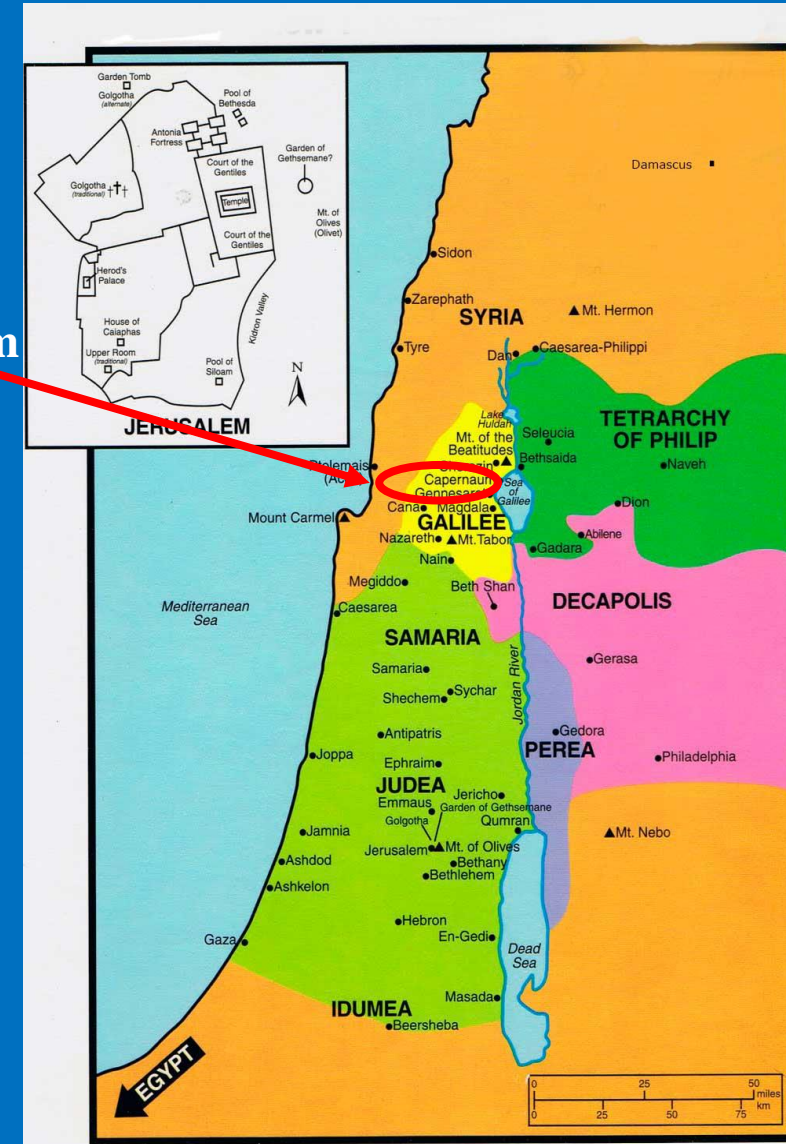 Garden Tomb
Golgotha
(alternate)
Pool of
Bethesda
Antonia
Fortress
Garden of
Gethsemane?
Court of the
Gentiles
Golgotha
(traditional)
Temple
Mt. of
Olives
(Olivet)
Court of the
Gentiles
Herod's
Palace
Kidron Valley
House of
Caiaphas
Upper Room
(traditional)
Pool of
Siloam
N
JERUSALEM
m
Damascus
Sidon
Zarephath
SYRIA
Mt. Hermon
Tyre
Dan
Caesarea-Philippi
Lake
Huldah
TETRARCHY
OF PHILIP
Seleucia
Mt. of the
Beatitudes
Bethsaida
Naveh
Capernaum
Sea
of
Galilee
Gennesaret
Dion
Cana
Magdala
Mount Carmel
GALILEE
Abilene
Nazareth
Mt.Tabor
Gadara
Nain
Megiddo
Beth Shan
DECAPOLIS
Mediterranean
Sea
Caesarea
SAMARIA
Samaria
Gerasa
Jordan River
Sychar
Shechem
Antipatris
Gedora
PEREA
Joppa
Ephraim
Philadelphia
JUDEA
Jericho
Emmaus
Garden of Gethsemane
Golgotha
Qumran
Jamnia
Jerusalem
Mt. of Olives
Mt. Nebo
Ashdod
Bethany
Bethlehem
Ashkelon
Hebron
Gaza
En-Gedi
Dead
Sea
Masada
IDUMEA
Beersheba
EGYPT
0 25 50
miles
km
0 25 50 75